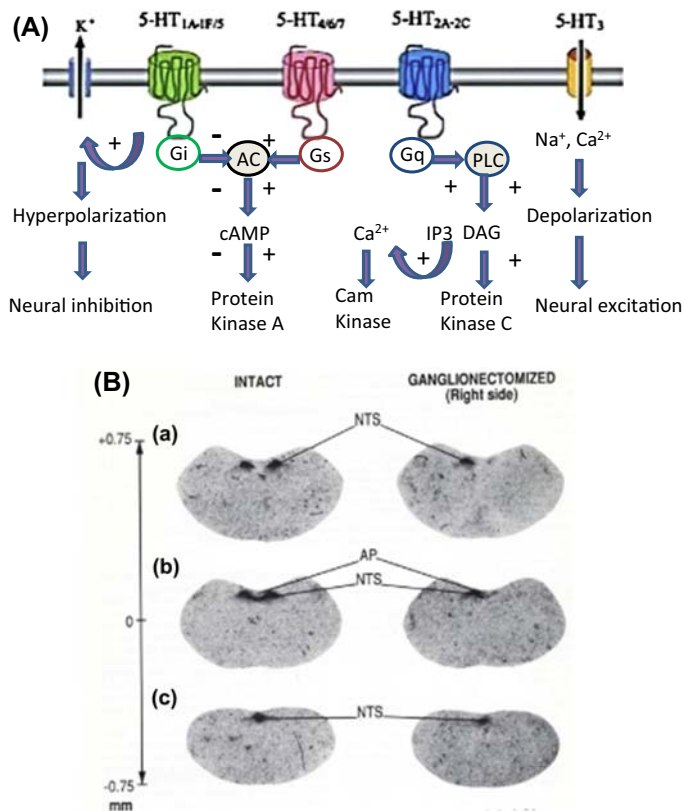 (A)
5-HT1A-1F/5 5-HT4/6/7 5-HT2A-2C 5-HT3
K+
+ Gi - AC + Gs Gq PLC Na+, Ca2+
- + + +
Hyperpolarization cAMP Ca2+ IP3 DAG Depolarization
- + + +
Neural inhibition Protein Kinase A Cam Kinase Protein Kinase C Neural excitation
(B)
INTACT GANGLIONECTOMIZED
(Right side)
+0.75 (a) NTS
(b) AP
NTS
0
(c) NTS
-0.75
mm